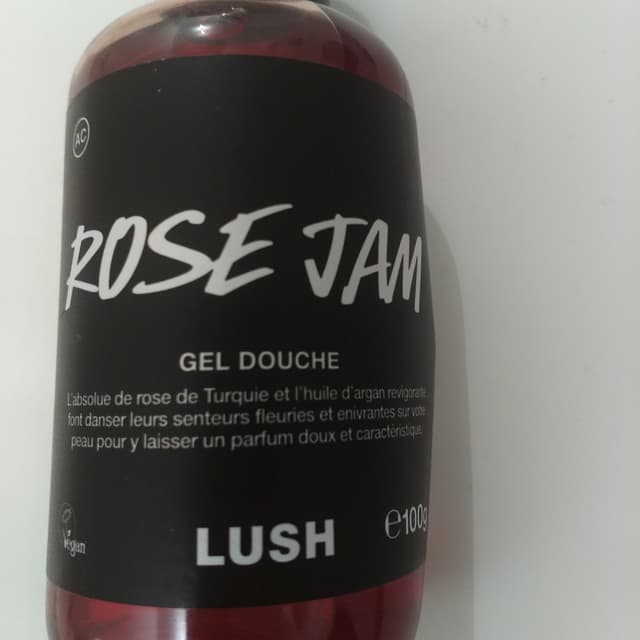 AC
ROSE JAM
GEL DOUCHE
L'absolue de rose de Turquie et l'huile d'argan revigorante
font danser leurs senteurs fleuries et enivrantes sur votre
peau pour y laisser un parfum doux et caractéristique.
vegan
LUSH
℮100g